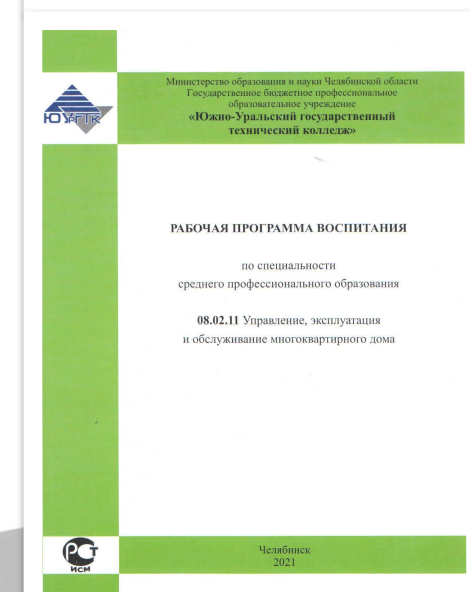 Министерство образования и науки Челябинской области
Государственное бюджетное профессиональное
образовательное учреждение
«Южно-Уральский государственный
технический колледж»
ЮУрГТК
РАБОЧАЯ ПРОГРАММА ВОСПИТАНИЯ
по специальности
среднего профессионального образования
08.02.11 Управление, эксплуатация
и обслуживание многоквартирного дома
РСТ
ИСМ
Челябинск
2021